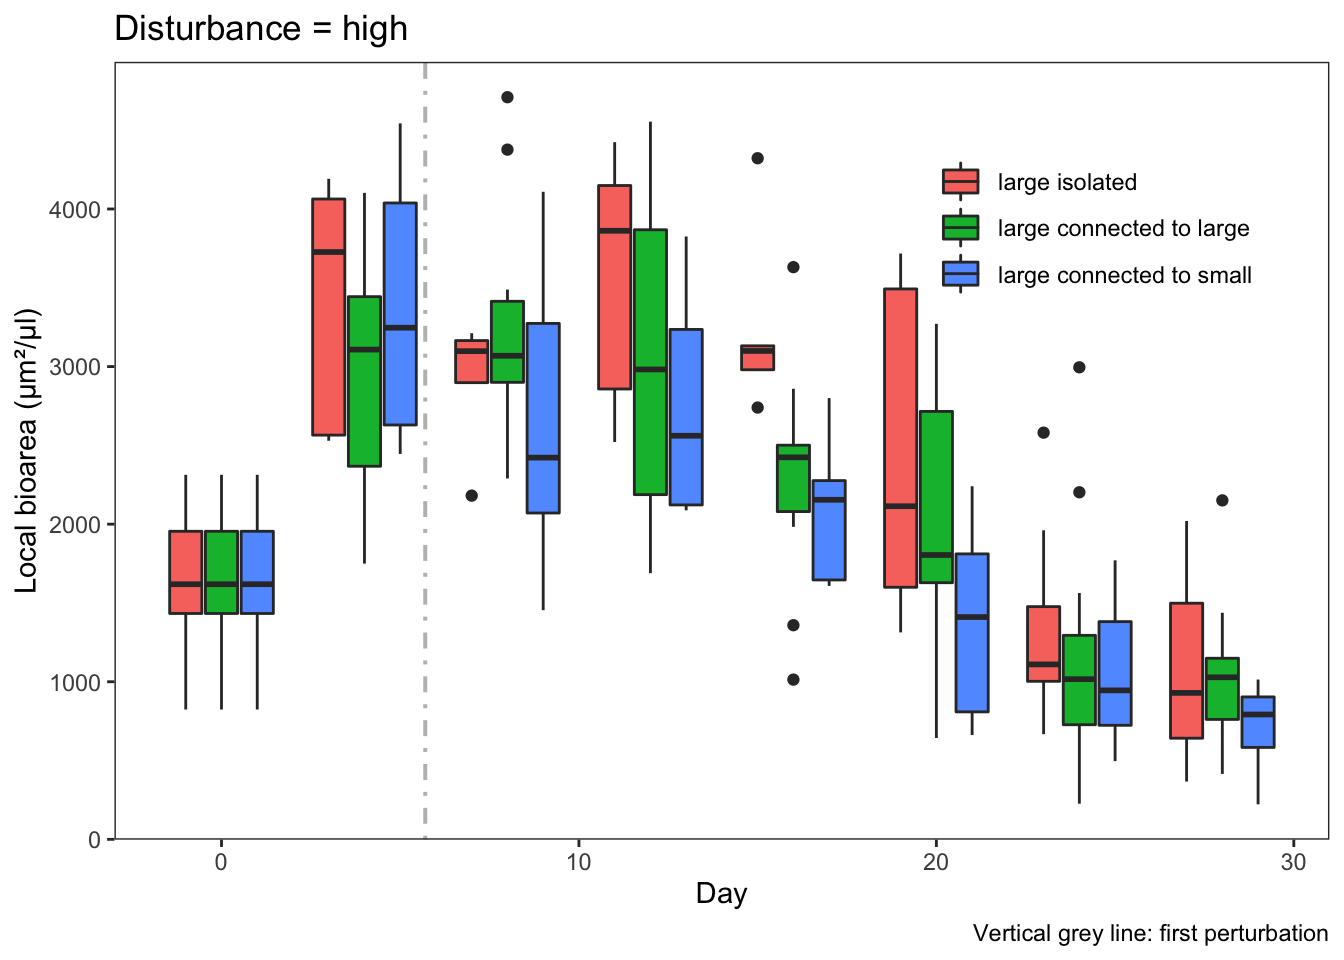 Disturbance = high
Local bioarea (µm²/µl)
4000
3000
2000
1000
0
large isolated
large connected to large
large connected to small
0 10 20 30
Day
Vertical grey line: first perturbation